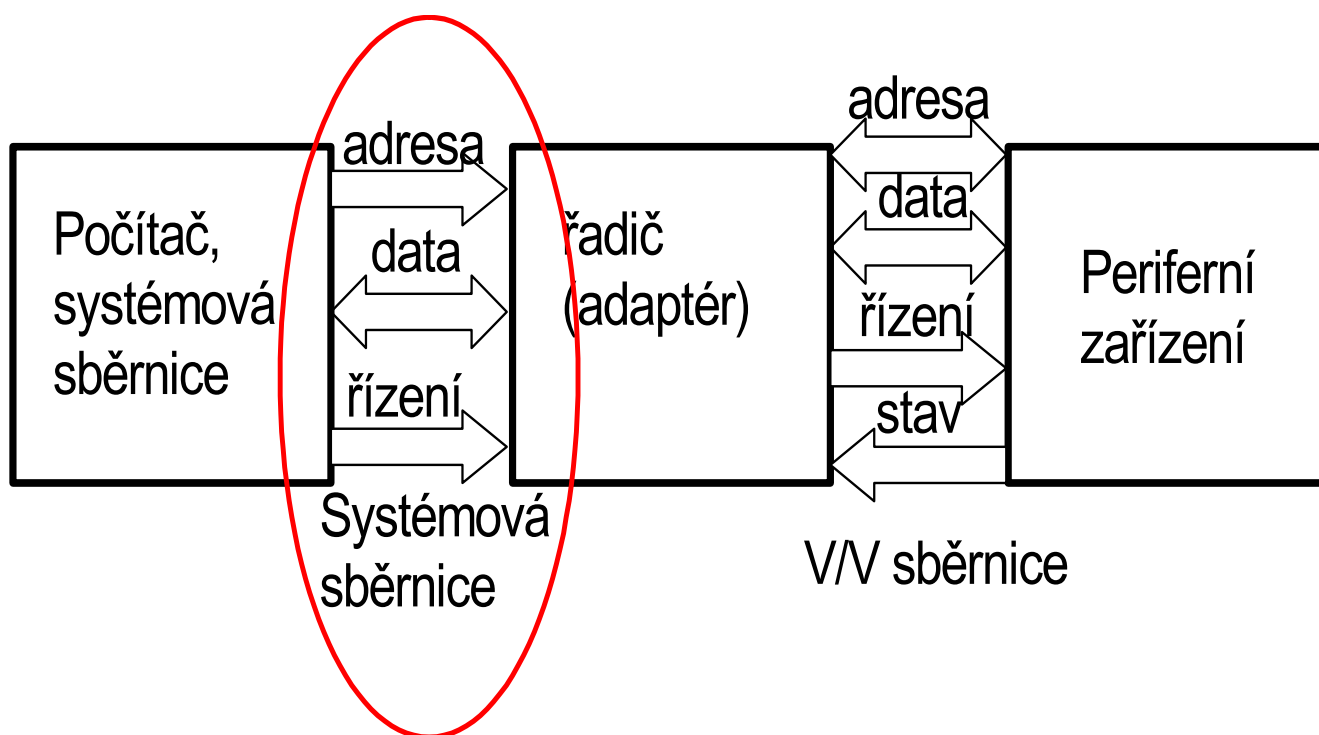 Počítač,
systémová
sběrnice
adresa
data
řízení
Systémová
sběrnice
řadič
(adaptér)
adresa
data
řízení
stav
V/V sběrnice
Periferní
zařízení